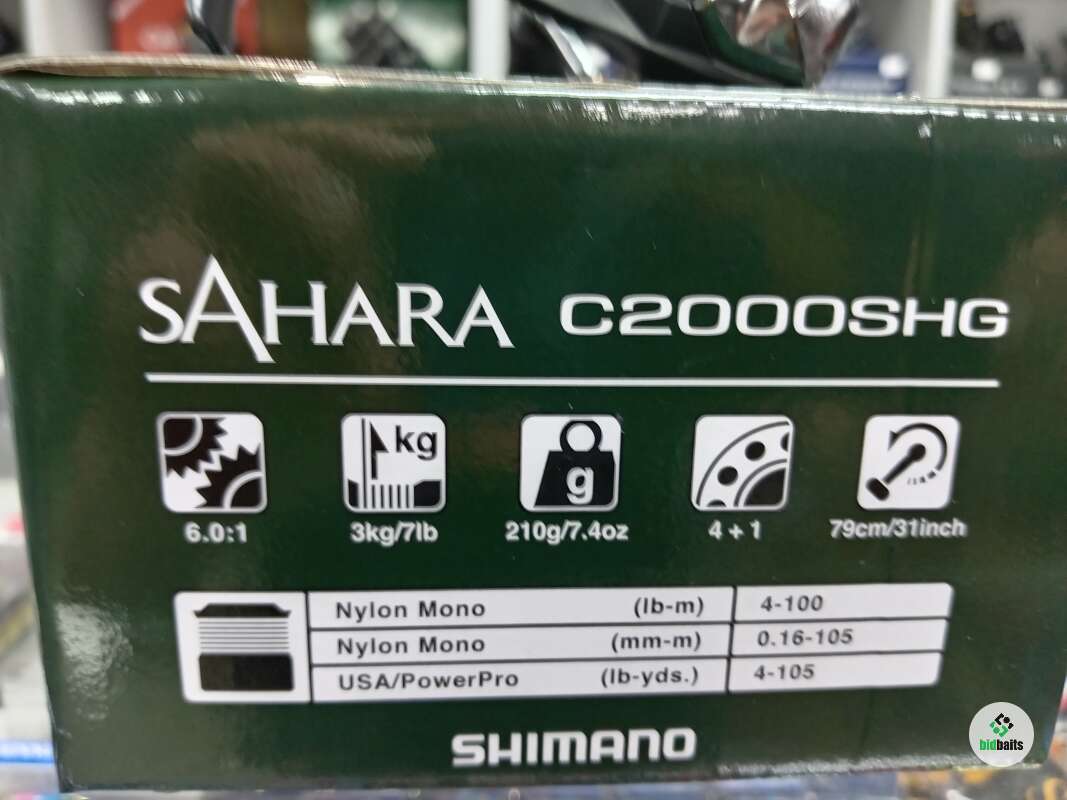 SAHARA C2000SHG
kg
g
6.0:1 3kg/7lb 210g/7.4oz 4+1 79cm/31inch
Nylon Mono (lb-m) 4-100
Nylon Mono (mm-m) 0.16-105
USA/PowerPro (lb-yds.) 4-105
SHIMANO
bidbaits